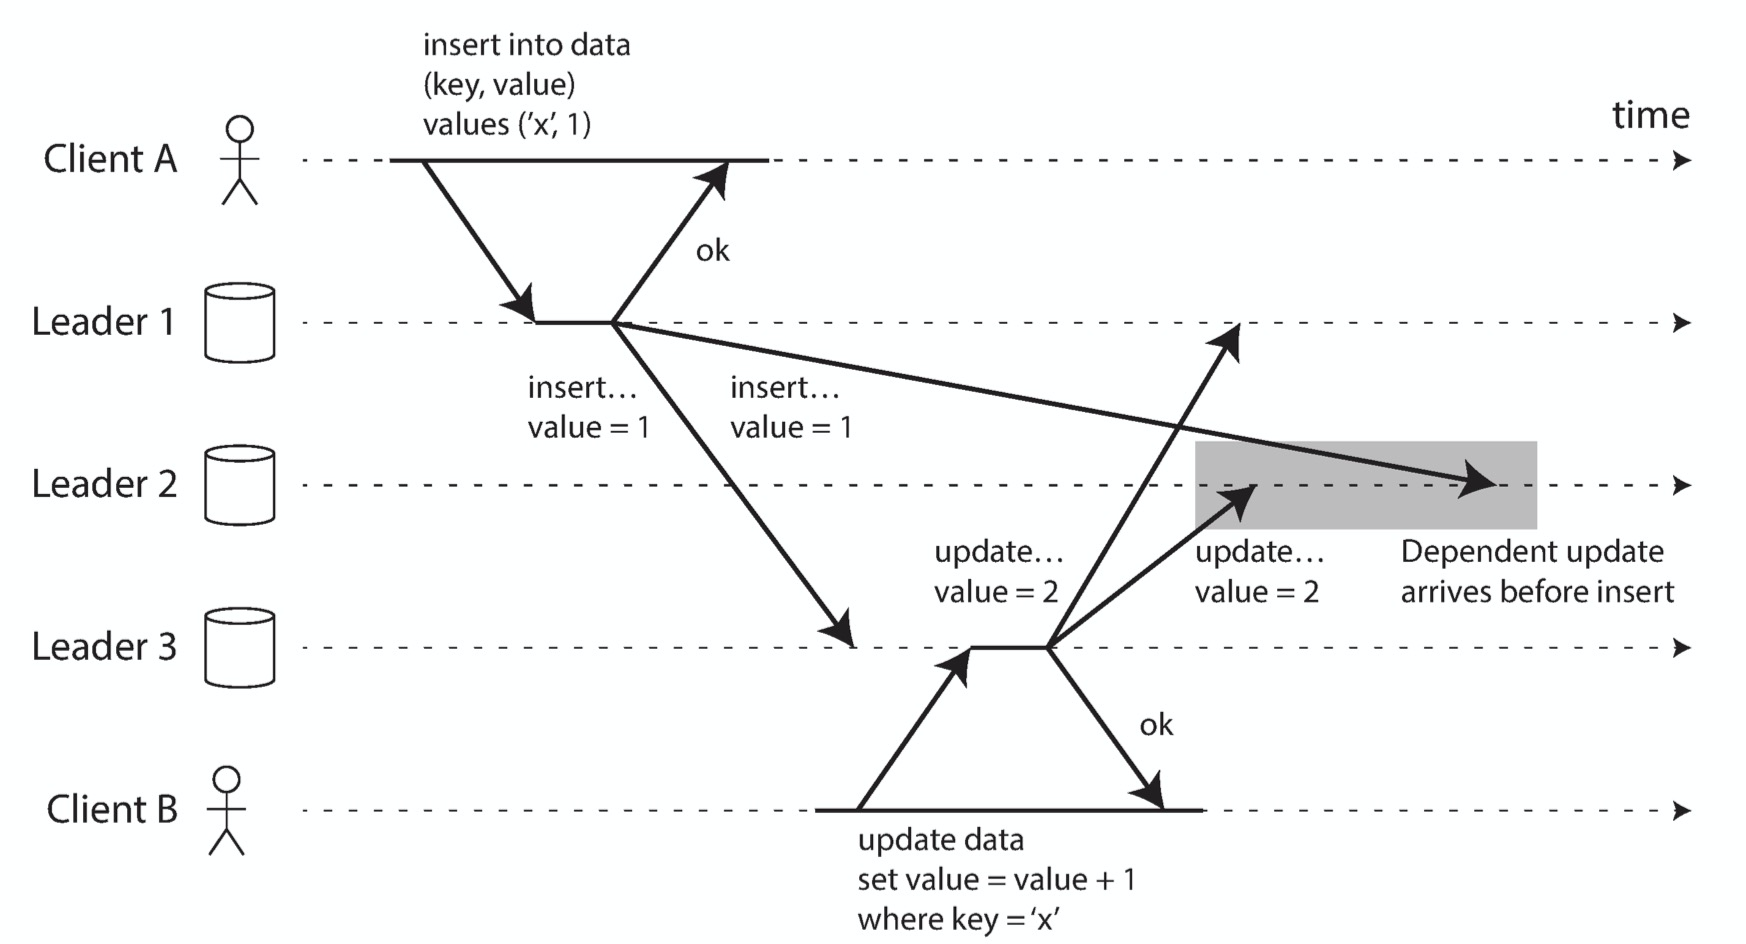 insert into data
(key, value)
values (’x’, 1)
time
Client A
ok
Leader 1
insert…
value = 1
insert…
value = 1
Leader 2
update…
value = 2
update…
value = 2
Dependent update
arrives before insert
Leader 3
ok
Client B
update data
set value = value + 1
where key = ‘x’